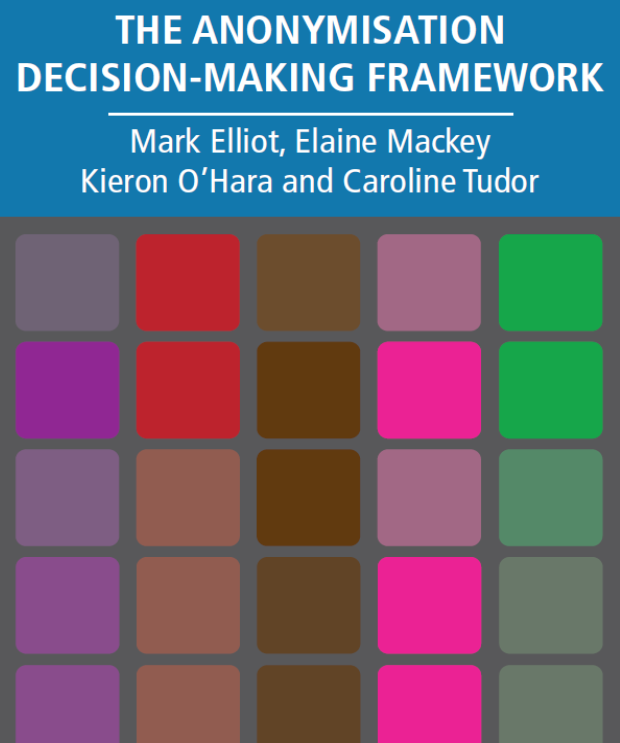 THE ANONYMISATION
DECISION-MAKING FRAMEWORK
Mark Elliot, Elaine Mackey
Kieron O’Hara and Caroline Tudor